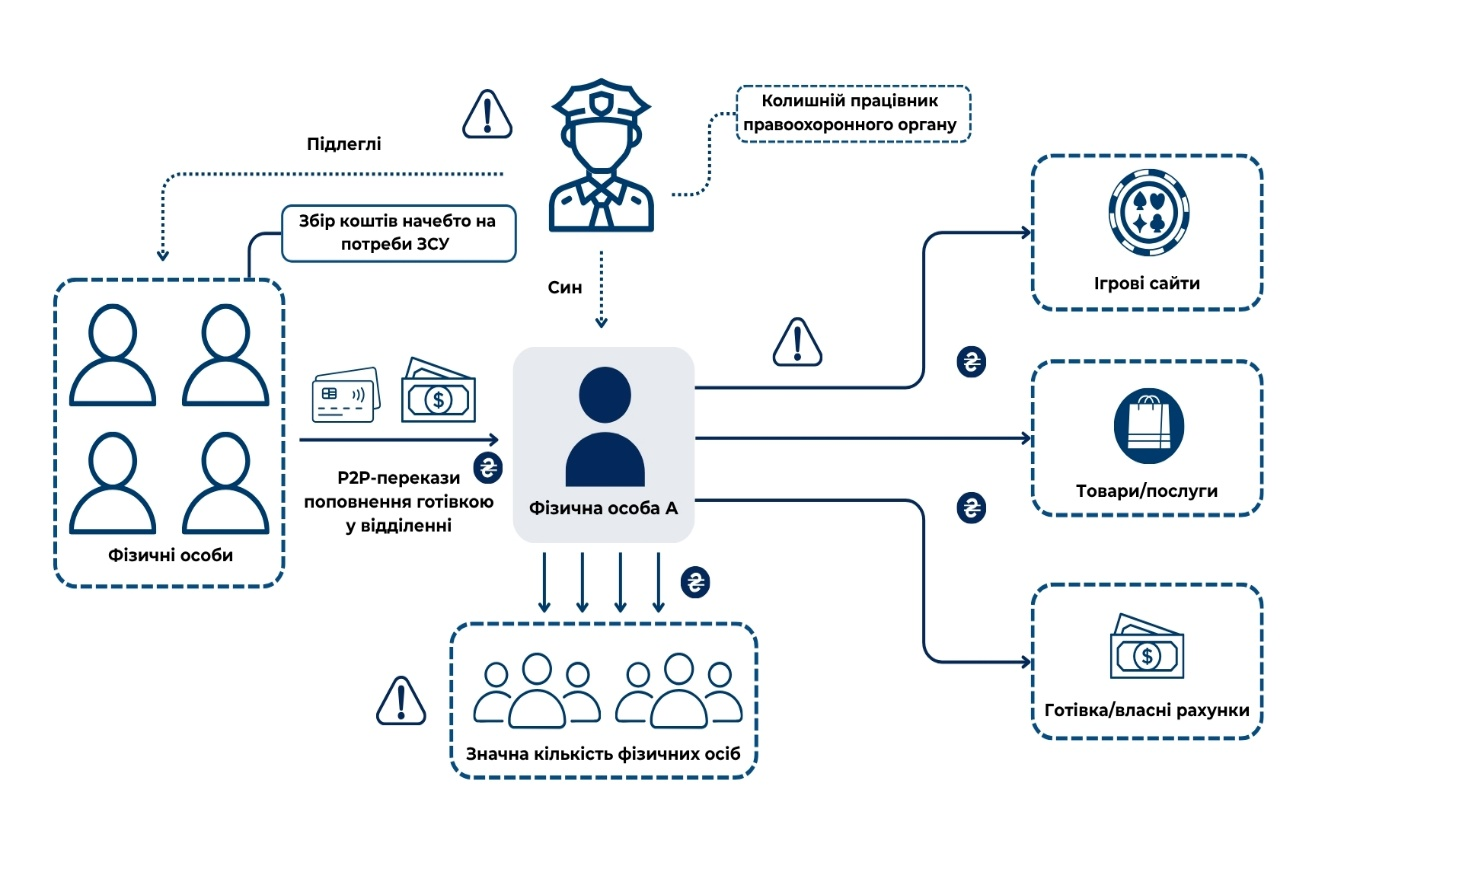 Колишній працівник
правоохоронного органу
Підлеглі
Збір коштів начебто на
потреби ЗСУ
Син
Ігрові сайти
P2P-перекази
поповнення готівкою
у відділенні
Фізична особа А
Товари/послуги
Фізичні особи
Готівка/власні рахунки
Значна кількість фізичних осіб